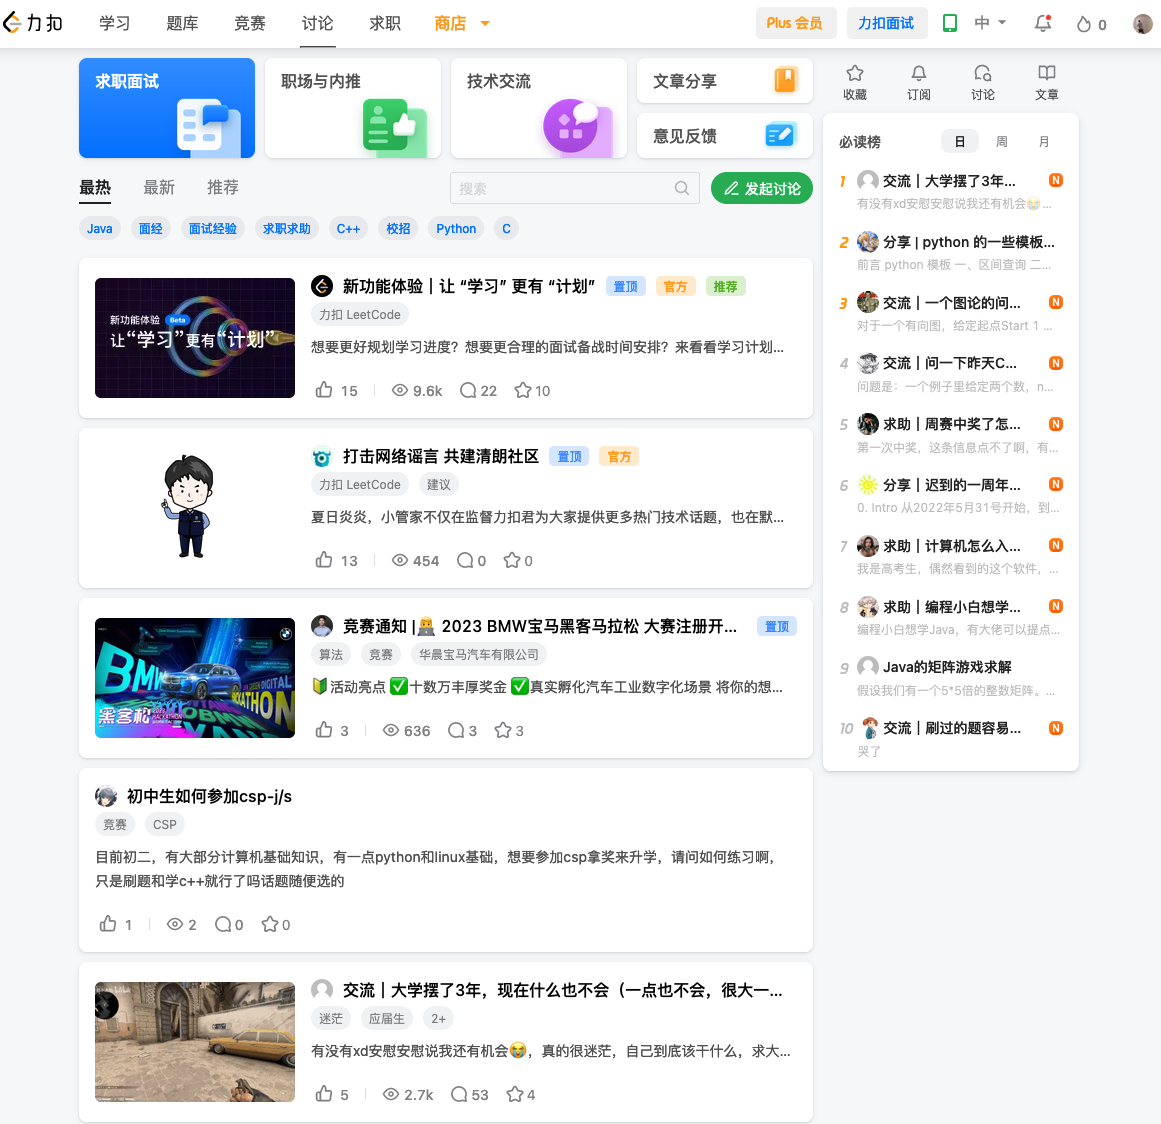 力扣 学习 题库 竞赛 讨论 求职 商店 Plus 会员 力扣面试 中 0
求职面试
职场与内推
技术交流
文章分享
意见反馈
收藏 订阅 讨论 文章
最热 最新 推荐 搜索 发起讨论
Java 面经 面试经验 求职求助 C++ 校招 Python C
新功能体验 Beta
让“学习”更有“计划”
新功能体验｜让 “学习” 更有 “计划” 置顶 官方 推荐
力扣 LeetCode
想要更好规划学习进度？想要更合理的面试备战时间安排？来看看学习计划...
15 9.6k 22 10
打击网络谣言 共建清朗社区 置顶 官方
力扣 LeetCode 建议
夏日炎炎，小管家不仅在监督力扣君为大家提供更多热门技术话题，也在默...
13 454 0 0
黑客松
竞赛通知 |👨‍💻 2023 BMW宝马黑客马拉松 大赛注册开... 置顶
算法 竞赛 华晨宝马汽车有限公司
🔰活动亮点 ✅十数万丰厚奖金 ✅真实孵化汽车工业数字化场景 将你的想...
3 636 3 3
初中生如何参加csp-j/s
竞赛 CSP
目前初二，有大部分计算机基础知识，有一点python和linux基础，想要参加csp拿奖来升学，请问如何练习啊，
只是刷题和学c++就行了吗话题随便选的
1 2 0 0
交流｜大学摆了3年，现在什么也不会（一点也不会，很大一...
迷茫 应届生 2+
有没有xd安慰安慰说我还有机会😭，真的很迷茫，自己到底该干什么，求大...
5 2.7k 53 4
必读榜 日 周 月
1 交流｜大学摆了3年... N
有没有xd安慰安慰说我还有机会😭...
2 分享 | python 的一些模板...
前言 python 模板 一、区间查询 二...
3 交流｜一个图论的问... N
对于一个有向图，给定起点Start 1 ...
4 交流｜问一下昨天C... N
问题是：一个例子里给定两个数，n...
5 求助｜周赛中奖了怎... N
第一次中奖，这条信息点不了啊，有...
6 分享｜迟到的一周年... N
0. Intro 从2022年5月31号开始，到...
7 求助｜计算机怎么入... N
我是高考生，偶然看到的这个软件，...
8 求助｜编程小白想学... N
编程小白想学Java，有大佬可以提点...
9 Java的矩阵游戏求解
假设我们有一个5*5倍的整数矩阵。...
10 交流｜刷过的题容易... N
哭了